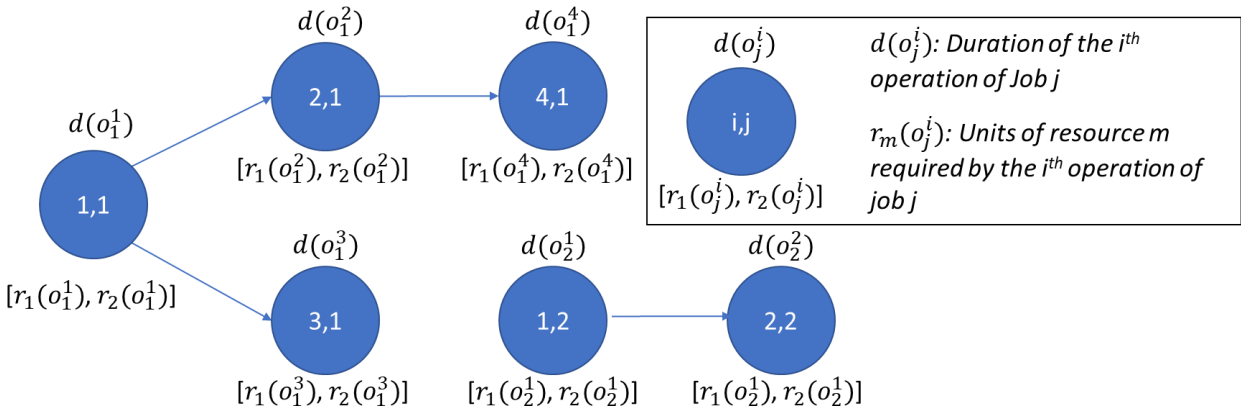 d(o_1^2)
d(o_1^4)
d(o_1^1)
2,1
4,1
[r_1(o_1^2), r_2(o_1^2)]
[r_1(o_1^4), r_2(o_1^4)]
1,1
[r_1(o_1^1), r_2(o_1^1)]
d(o_1^3)
d(o_2^1)
d(o_2^2)
3,1
1,2
2,2
[r_1(o_1^3), r_2(o_1^3)]
[r_1(o_2^1), r_2(o_2^1)]
[r_1(o_2^1), r_2(o_2^1)]
d(o_j^i)
i,j
[r_1(o_j^i), r_2(o_j^i)]
d(o_j^i): Duration of the i^th
operation of Job j
r_m(o_j^i): Units of resource m
required by the i^th operation of
job j